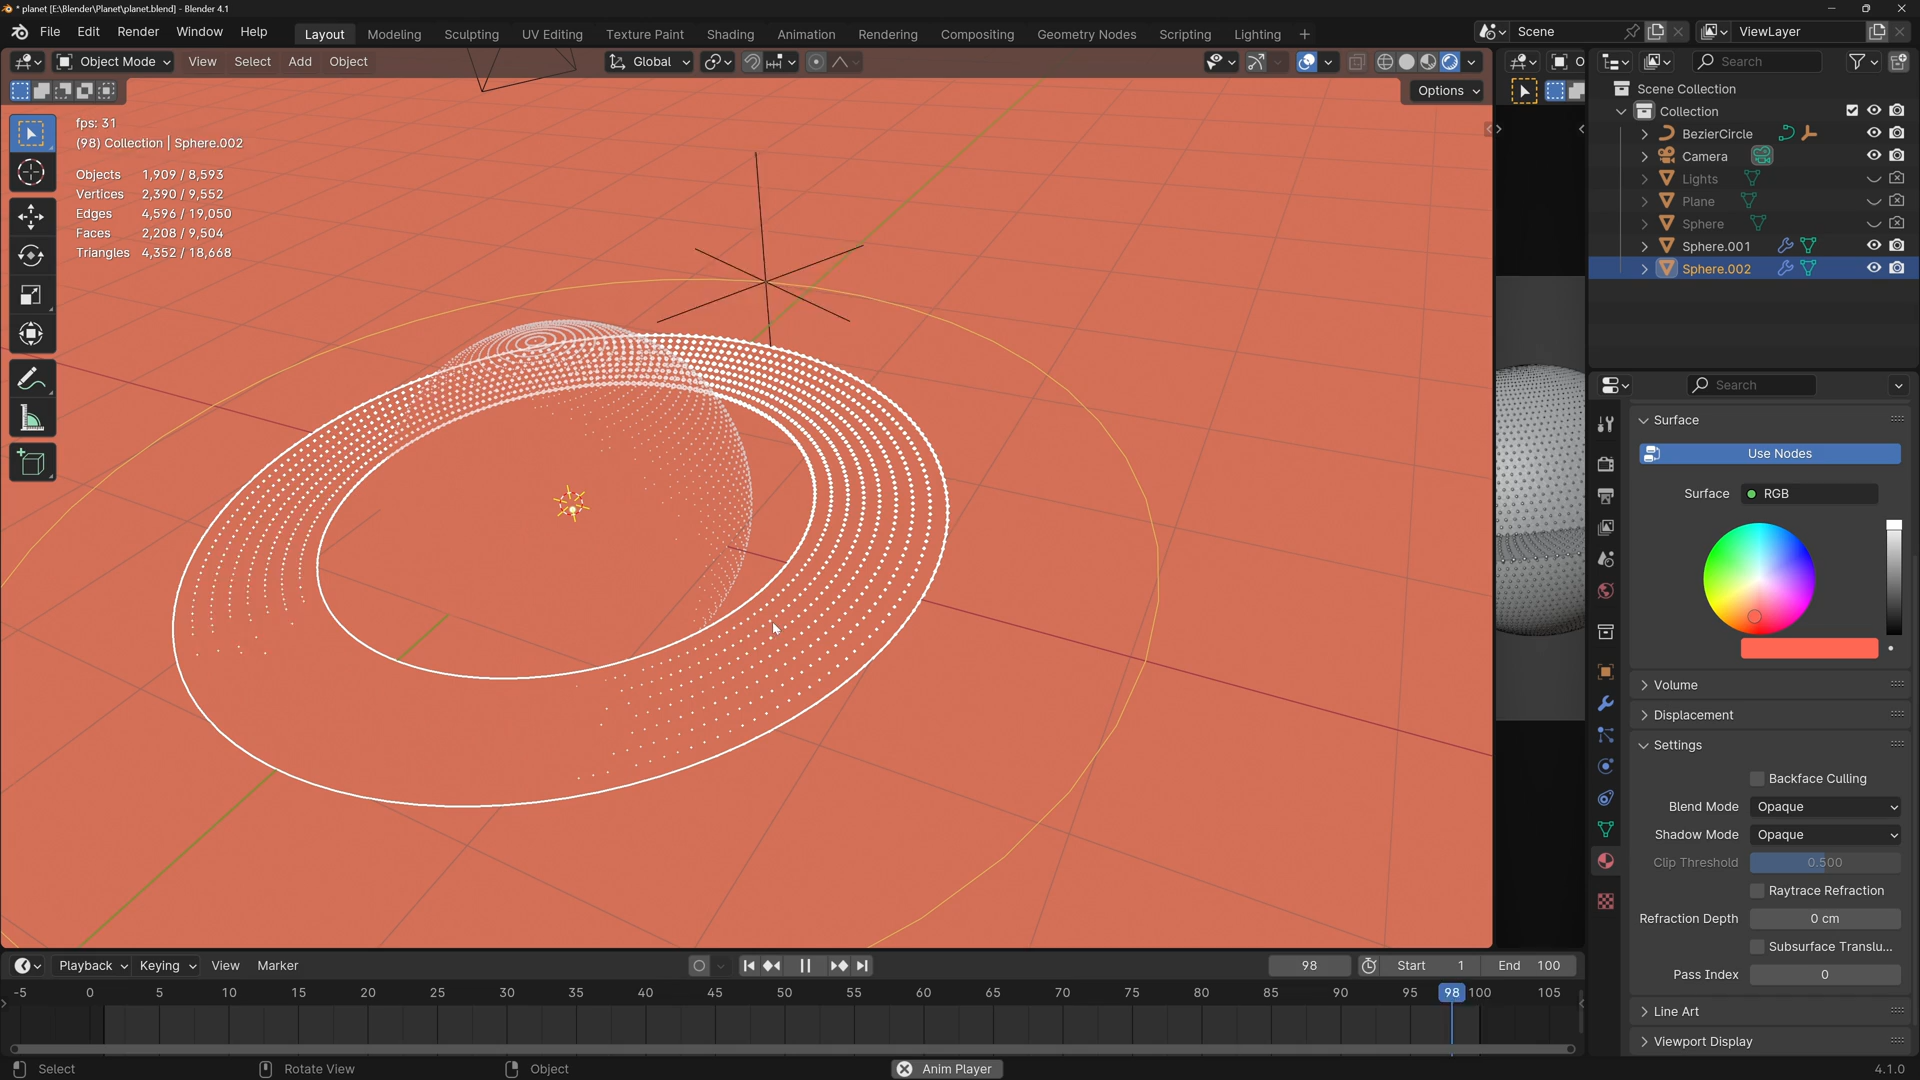 * planet [E:\Blender\Planet\planet.blend] - Blender 4.1
File Edit Render Window Help
Layout Modeling Sculpting UV Editing Texture Paint Shading Animation Rendering Compositing Geometry Nodes Scripting Lighting +
Scene
ViewLayer
Object Mode View Select Add Object
Global
Options
Search
fps: 31
(98) Collection | Sphere.002
Objects 1,909 / 8,593
Vertices 2,390 / 9,552
Edges 4,596 / 19,050
Faces 2,208 / 9,504
Triangles 4,352 / 18,668
Scene Collection
Collection
BezierCircle
Camera
Lights
Plane
Sphere
Sphere.001
Sphere.002
Search
Surface
Use Nodes
Surface RGB
Volume
Displacement
Settings
Backface Culling
Blend Mode Opaque
Shadow Mode Opaque
Clip Threshold 0.500
Raytrace Refraction
Refraction Depth 0 cm
Subsurface Translu...
Pass Index 0
Line Art
Viewport Display
Playback Keying View Marker
98 Start 1 End 100
-5 0 5 10 15 20 25 30 35 40 45 50 55 60 65 70 75 80 85 90 95 98 100 105
Select Rotate View Object Anim Player 4.1.0